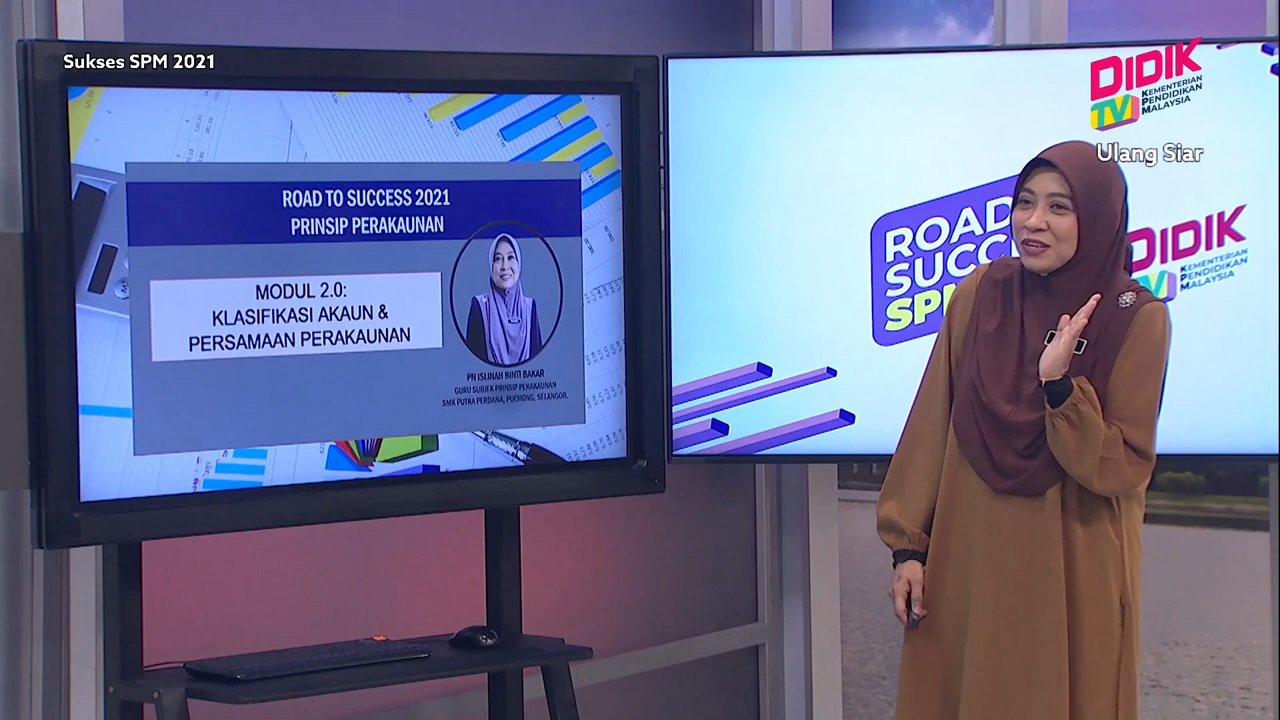 Sukses SPM 2021
ROAD TO SUCCESS 2021
PRINSIP PERAKAUNAN
MODUL 2.0:
KLASIFIKASI AKAUN &
PERSAMAAN PERAKAUNAN
PN ISLINAH BINTI BAKAR
GURU SUBJEK PRINSIP PERAKAUNAN
SMK PUTRA PERDANA, PUCHONG, SELANGOR.
DIDIK
TV
KEMENTERIAN
PENDIDIKAN
MALAYSIA
Ulang Siar
ROAD
SUCC
SP
DIDIK
TV
KEMENTERIAN
PENDIDIKAN
MALAYSIA